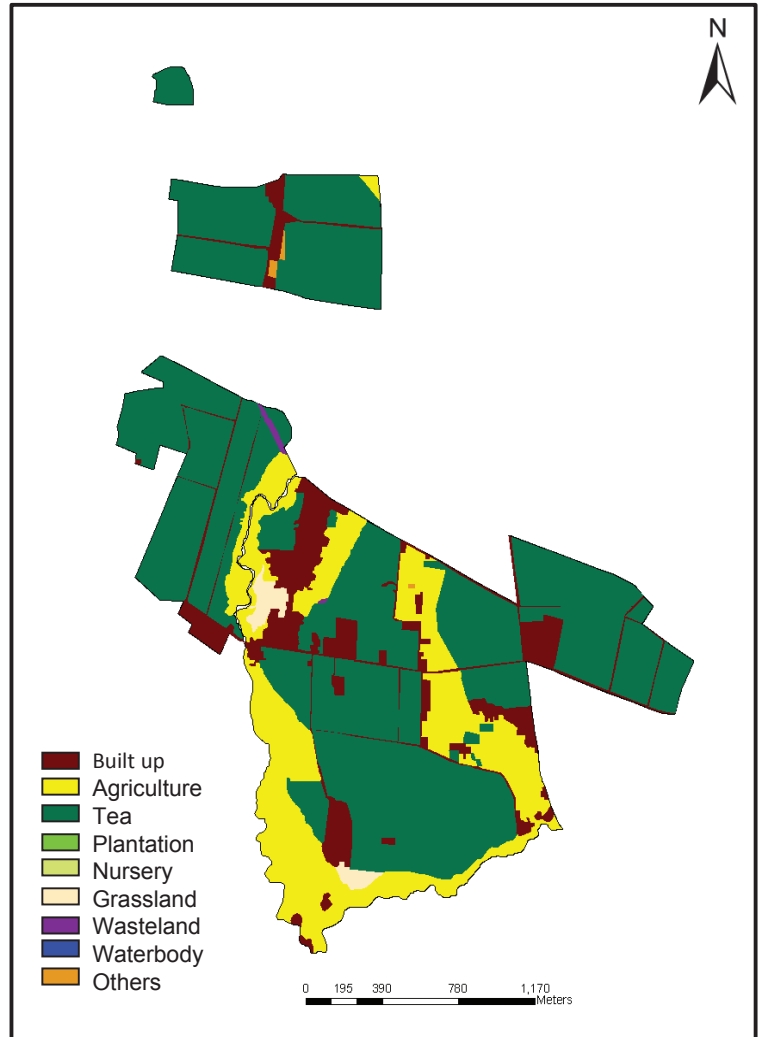 N
Built up
Agriculture
Tea
Plantation
Nursery
Grassland
Wasteland
Waterbody
Others
0 195 390 780 1,170
Meters